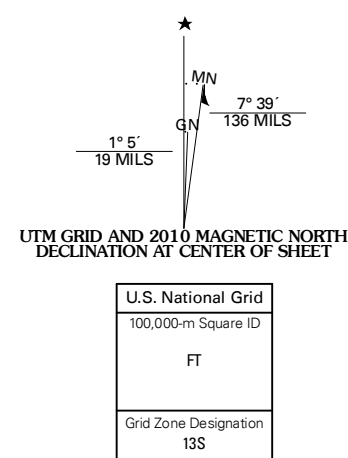 ★
MN
7° 39´
136 MILS
GN
1° 5´
19 MILS
UTM GRID AND 2010 MAGNETIC NORTH
DECLINATION AT CENTER OF SHEET
U.S. National Grid
100,000-m Square ID
FT
Grid Zone Designation
13S